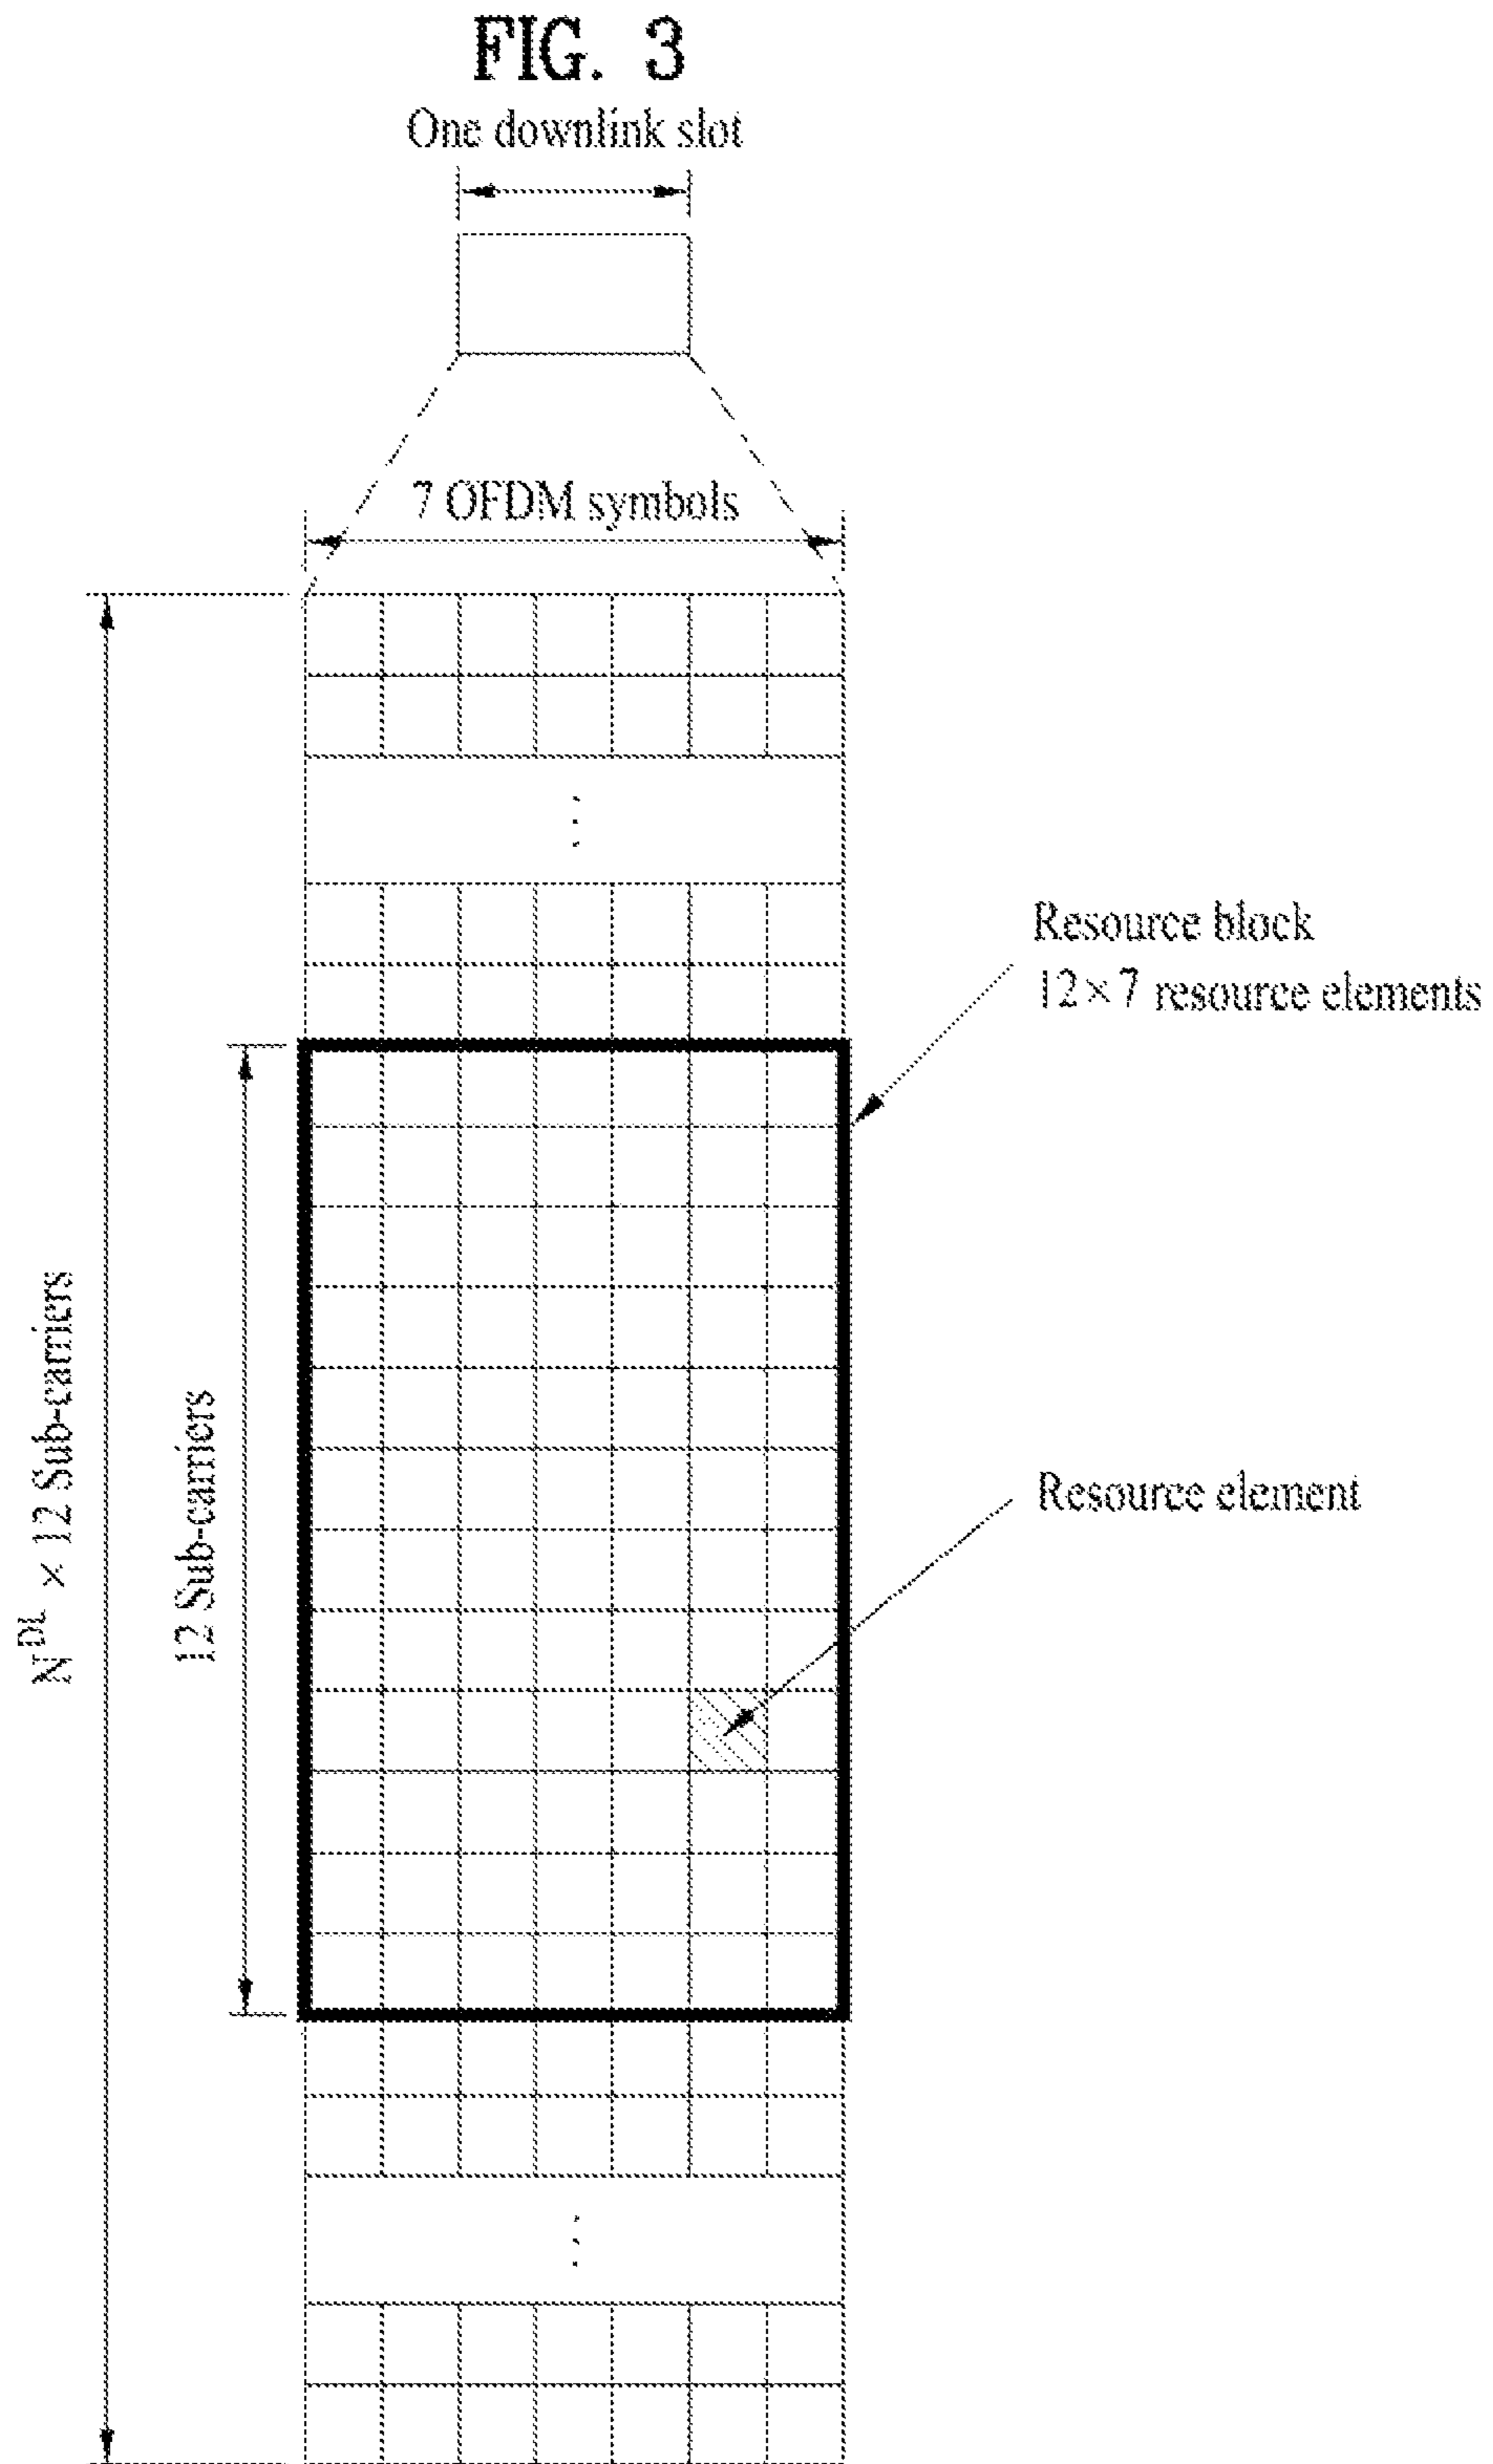 FIG. 3
One downlink slot
7 OFDM symbols
Resource block
12×7 resource elements
Resource element
12 Sub-carriers
N^DL × 12 Sub-carriers